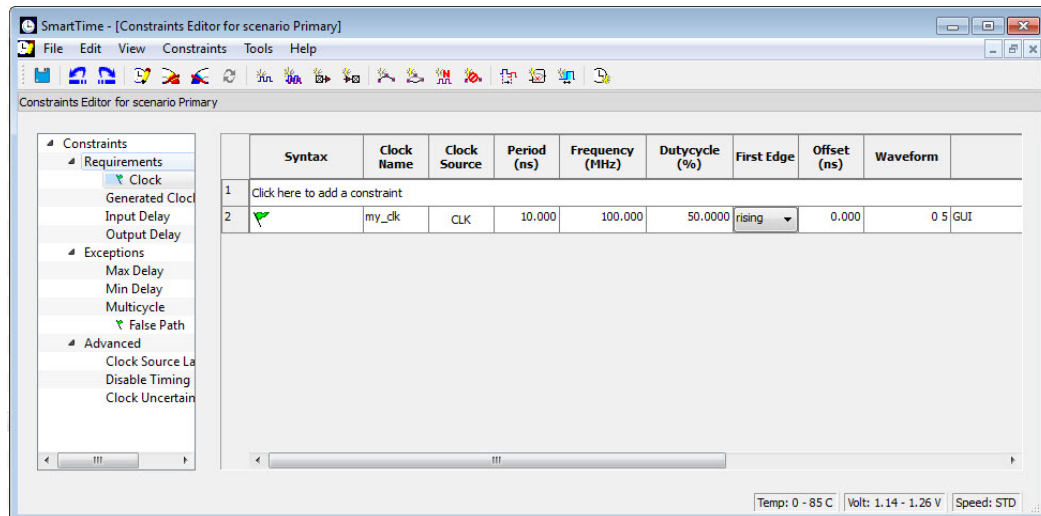 SmartTime - [Constraints Editor for scenario Primary]
File Edit View Constraints Tools Help
Constraints Editor for scenario Primary
Constraints
Requirements
Clock
Generated Clocl
Input Delay
Output Delay
Exceptions
Max Delay
Min Delay
Multicycle
False Path
Advanced
Clock Source La
Disable Timing
Clock Uncertain
Syntax Clock Name Clock Source Period (ns) Frequency (MHz) Dutycycle (%) First Edge Offset (ns) Waveform
1 Click here to add a constraint
2 my_clk CLK 10.000 100.000 50.0000 rising 0.000 0 5 GUI
Temp: 0 - 85 C Volt: 1.14 - 1.26 V Speed: STD